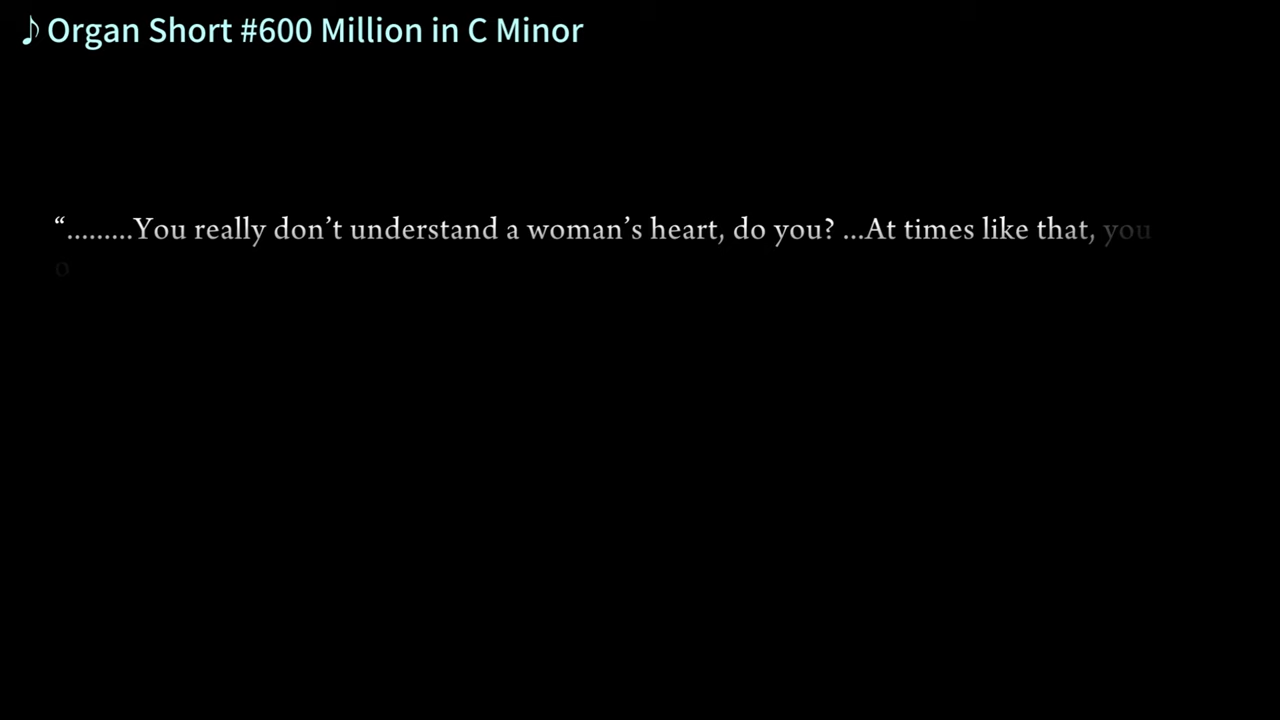 ♪ Organ Short #600 Million in C Minor
“.........You really don’t understand a woman’s heart, do you? ...At times like that, you
o